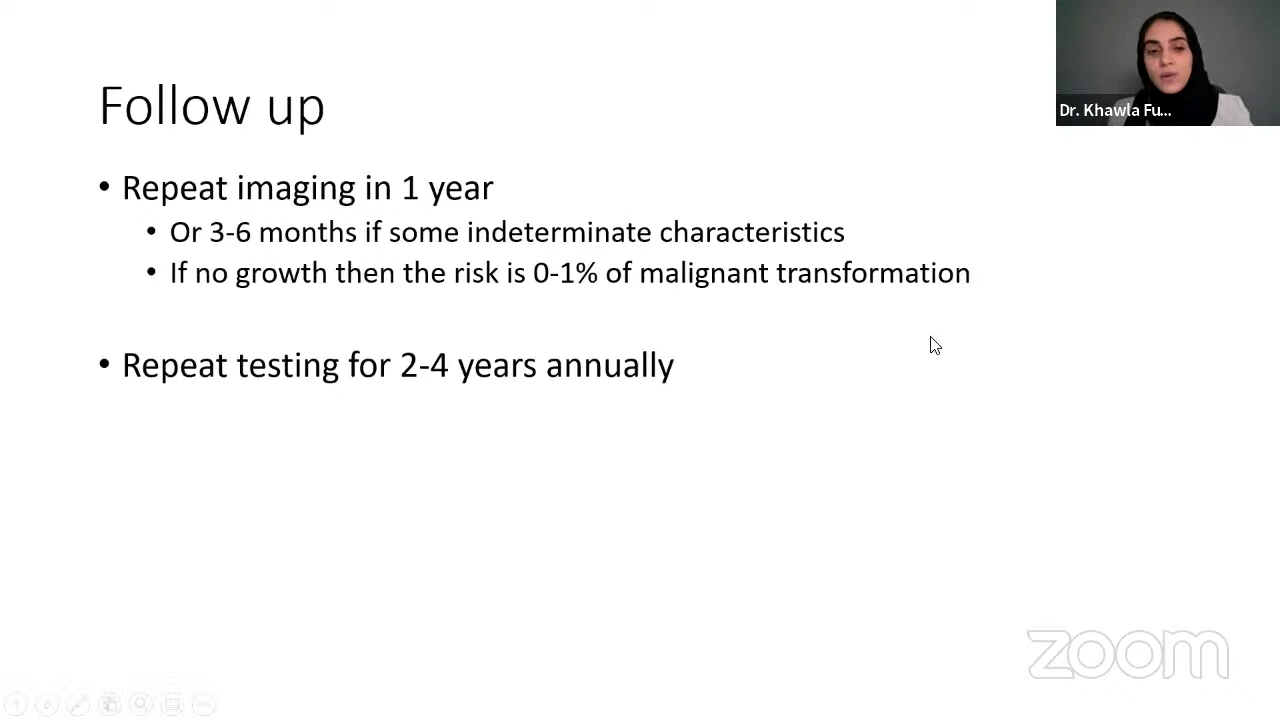 Follow up
Dr. Khawla Fu...
• Repeat imaging in 1 year
• Or 3-6 months if some indeterminate characteristics
• If no growth then the risk is 0-1% of malignant transformation
• Repeat testing for 2-4 years annually
zoom